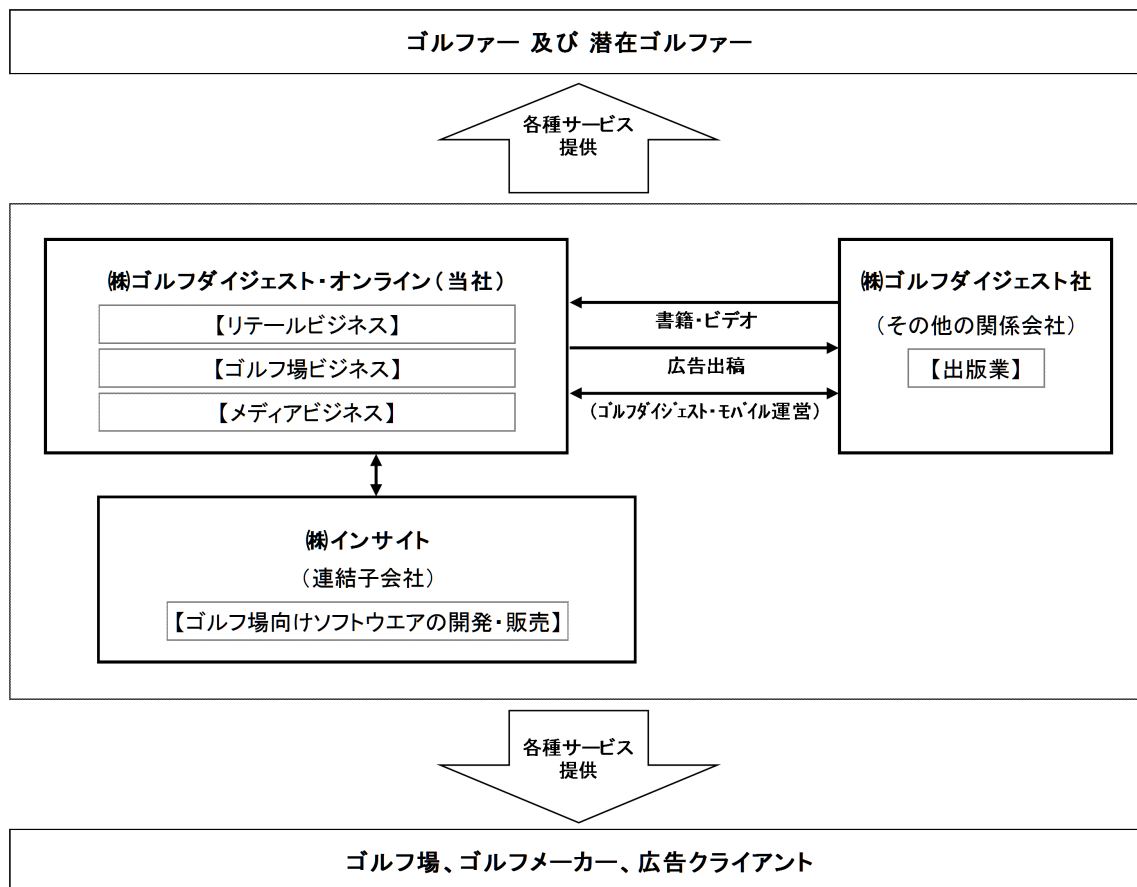 ゴルファー 及び 潜在ゴルファー
各種サービス
提供
㈱ゴルフダイジェスト・オンライン(当社)
【リテールビジネス】
【ゴルフ場ビジネス】
【メディアビジネス】
書籍・ビデオ
広告出稿
(ｺﾞﾙﾌﾀﾞｲｼﾞｪｽﾄ・ﾓﾊﾞｲﾙ運営)
㈱ゴルフダイジェスト社
(その他の関係会社)
【出版業】
㈱インサイト
(連結子会社)
【ゴルフ場向けソフトウエアの開発・販売】
各種サービス
提供
ゴルフ場、ゴルフメーカー、広告クライアント